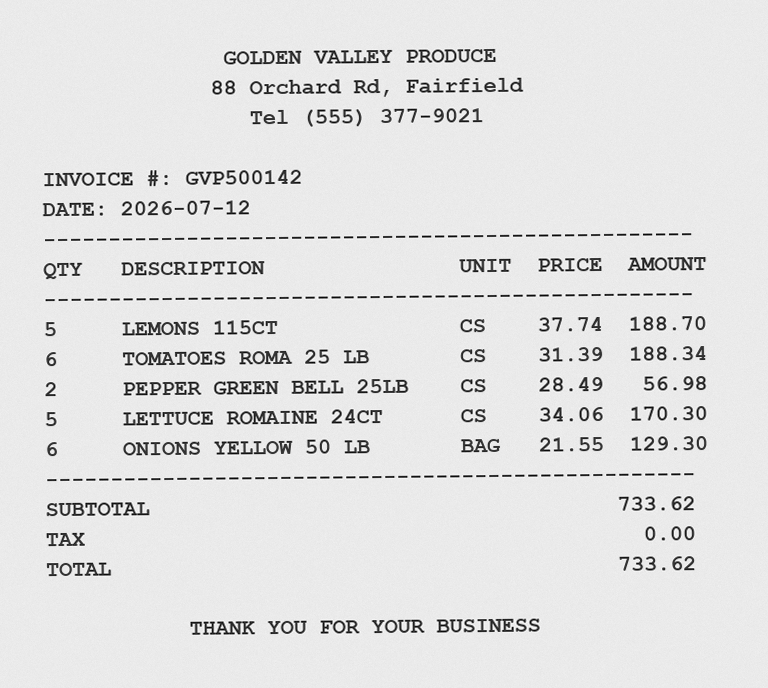 GOLDEN VALLEY PRODUCE
88 Orchard Rd, Fairfield
Tel (555) 377-9021
INVOICE #: GVP500142
DATE: 2026-07-12
--------------------------------------------------
QTY DESCRIPTION UNIT PRICE AMOUNT
--------------------------------------------------
5 LEMONS 115CT CS 37.74 188.70
6 TOMATOES ROMA 25 LB CS 31.39 188.34
2 PEPPER GREEN BELL 25LB CS 28.49 56.98
5 LETTUCE ROMAINE 24CT CS 34.06 170.30
6 ONIONS YELLOW 50 LB BAG 21.55 129.30
--------------------------------------------------
SUBTOTAL 733.62
TAX 0.00
TOTAL 733.62
THANK YOU FOR YOUR BUSINESS